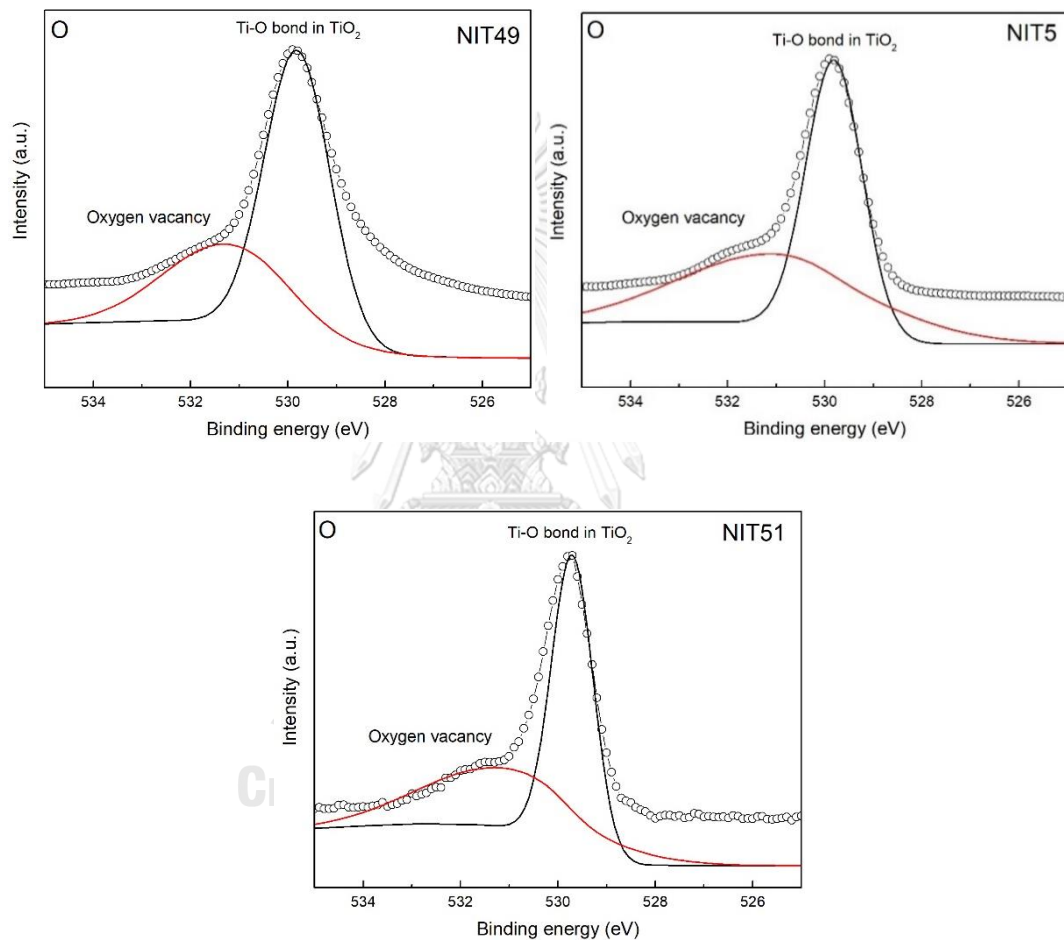 O
Ti-O bond in TiO₂
NIT49
Oxygen vacancy
Intensity (a.u.)
534 532 530 528 526
Binding energy (eV)
O
Ti-O bond in TiO₂
NIT5
Oxygen vacancy
Intensity (a.u.)
534 532 530 528 526
Binding energy (eV)
O
Ti-O bond in TiO₂
NIT51
Oxygen vacancy
Intensity (a.u.)
534 532 530 528 526
Binding energy (eV)